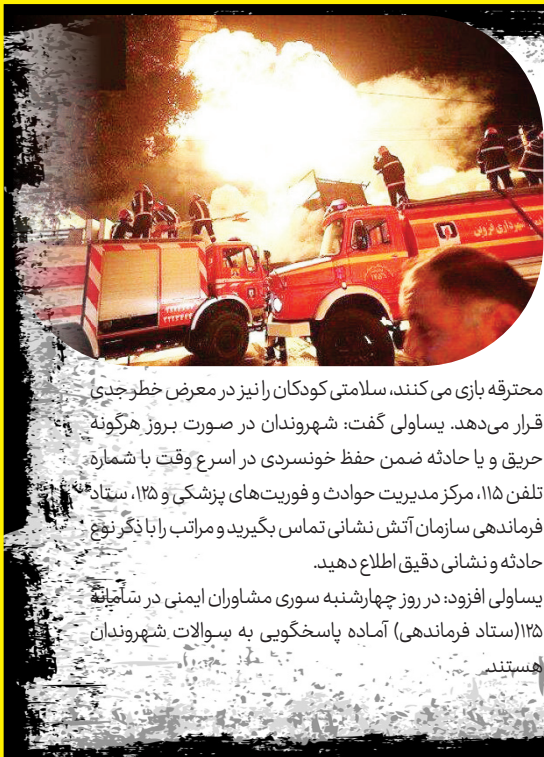 شهرداری قزوین
محترقه بازی می کنند، سلامتی کودکان را نیز در معرض خطر جدی
قرار می‌دهد. یساولی گفت: شهروندان در صورت بروز هرگونه
حریق و یا حادثه ضمن حفظ خونسردی در اسرع وقت با شماره
تلفن ۱۱۵، مرکز مدیریت حوادث و فوریت‌های پزشکی و ۱۲۵، ستاد
فرماندهی سازمان آتش نشانی تماس بگیرید و مراتب را با ذکر نوع
حادثه و نشانی دقیق اطلاع دهید.
یساولی افزود: در روز چهارشنبه سوری مشاوران ایمنی در سامانه
۱۲۵(ستاد فرماندهی) آماده پاسخگویی به سوالات شهروندان
هستند.